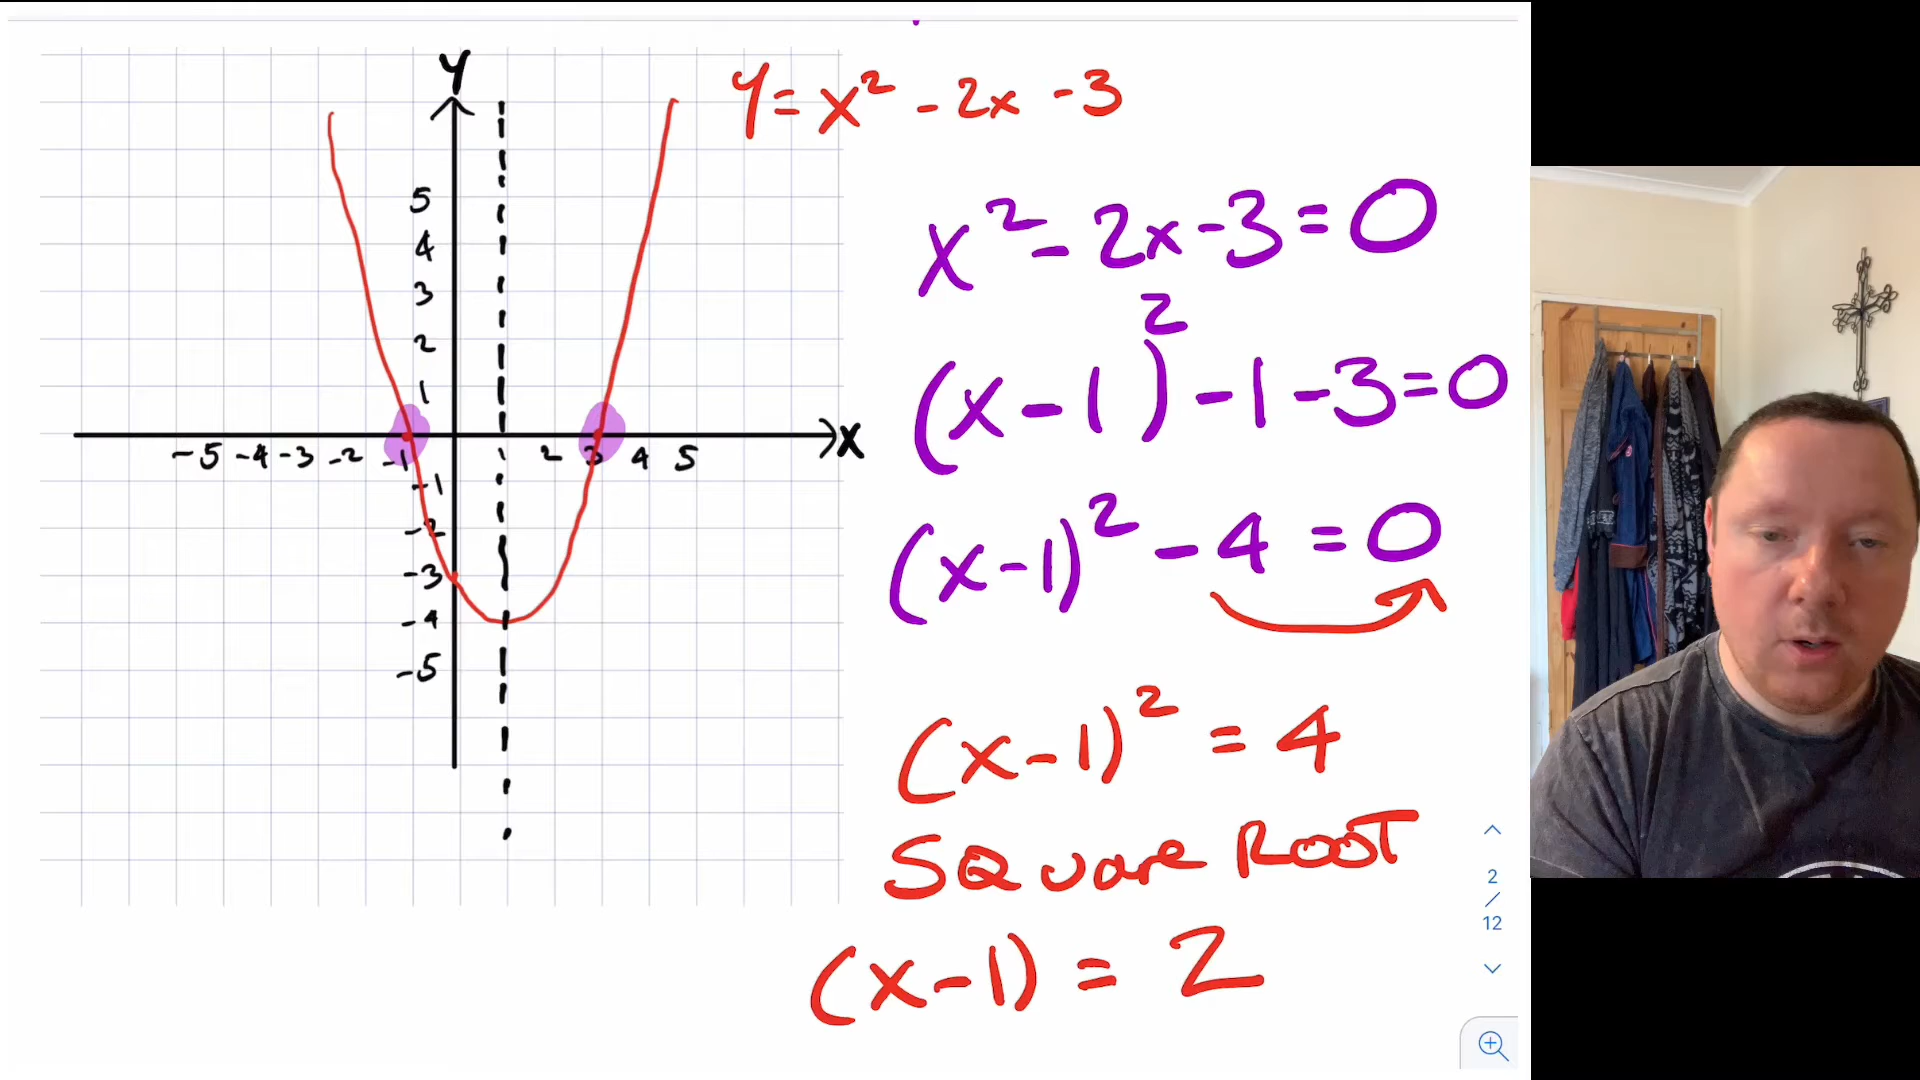 Y
y = x² - 2x - 3
5
4
3
2
1
-5 -4 -3 -2 -1 2 3 4 5 X
-1
-2
-3
-4
-5
x² - 2x - 3 = 0
(x - 1)² - 1 - 3 = 0
(x - 1)² - 4 = 0
(x - 1)² = 4
SQuare ROOT
(x - 1) = 2
2
/
12